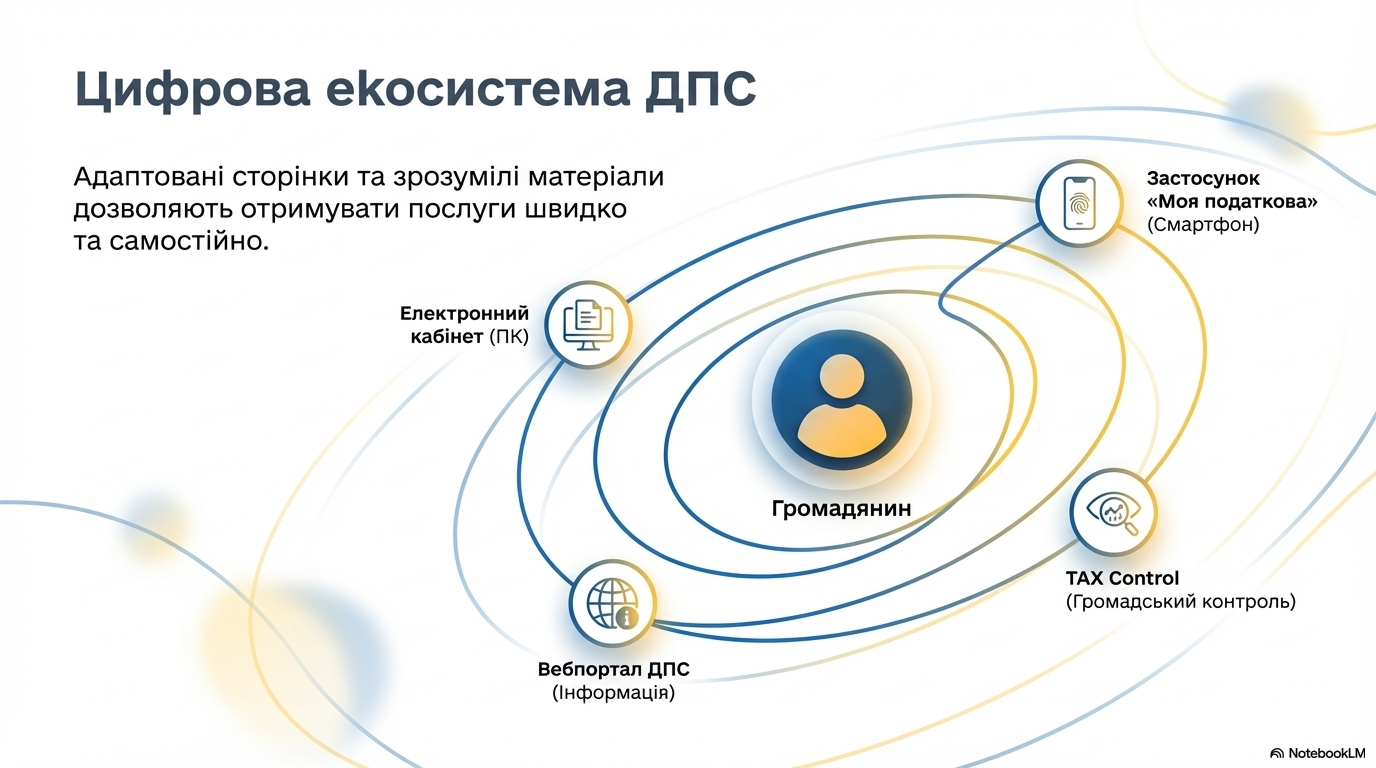 Цифрова екосистема ДПС
Адаптовані сторінки та зрозумілі матеріали
дозволяють отримувати послуги швидко
та самостійно.
Застосунок
«Моя податкова»
(Смартфон)
Електронний
кабінет (ПК)
Громадянин
TAX Control
(Громадський контроль)
Вебпортал ДПС
(Інформація)
NotebookLM